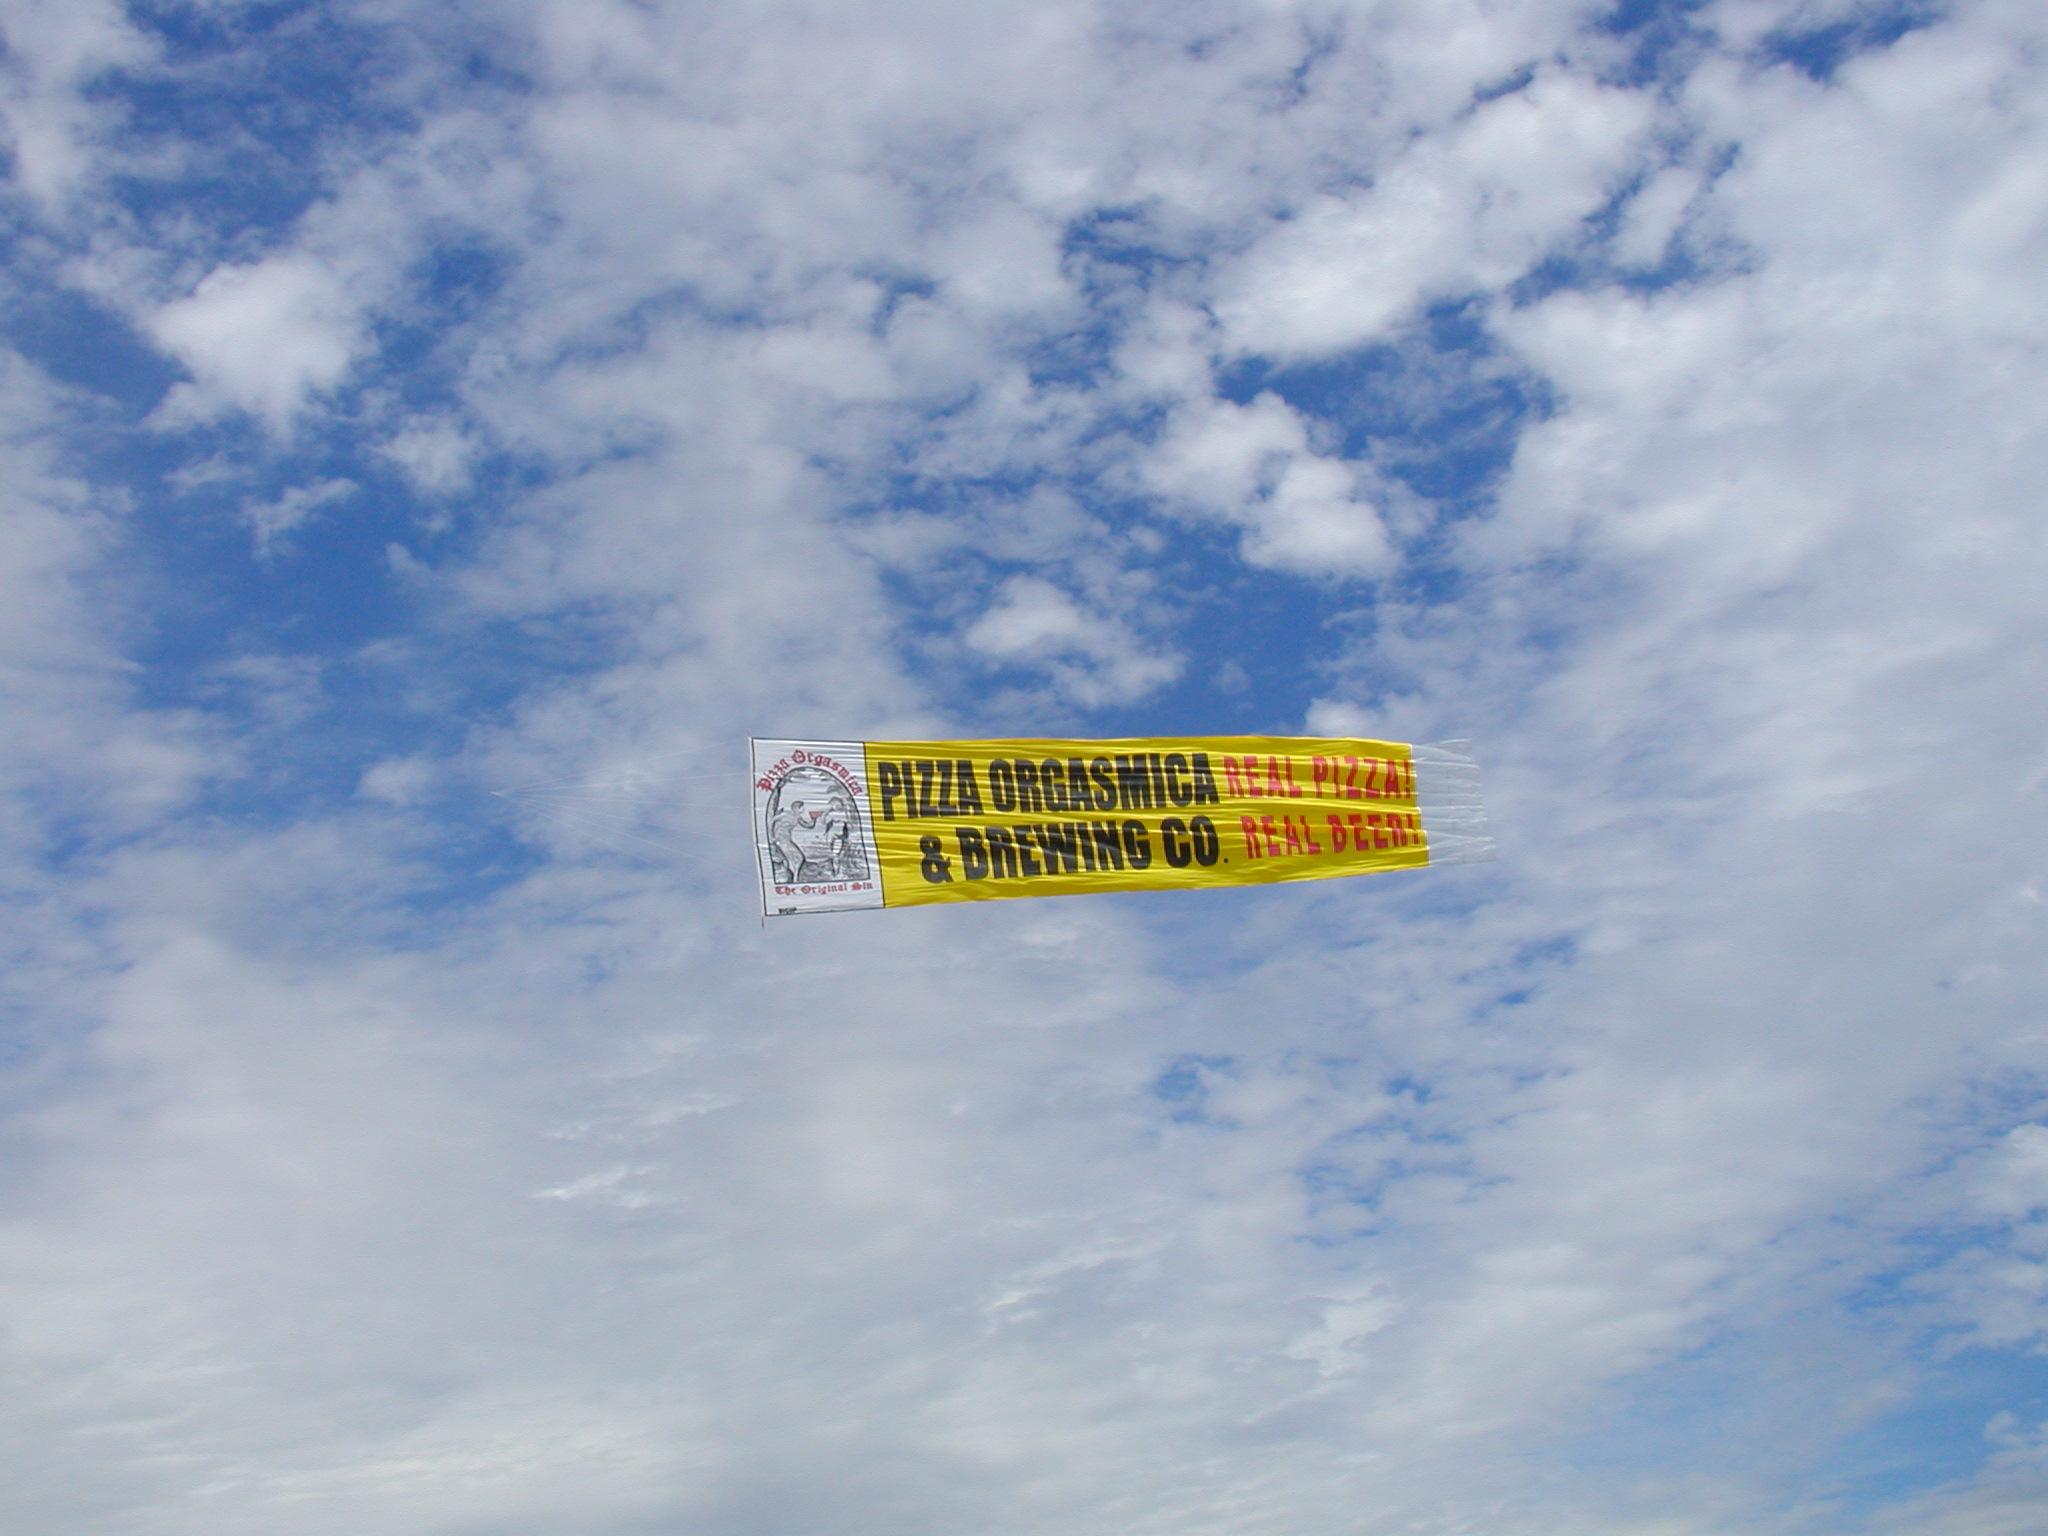 Pizza Orgasmica
The Original Sin
PIZZA ORGASMICA
& BREWING CO.
REAL PIZZA!
REAL BEER!